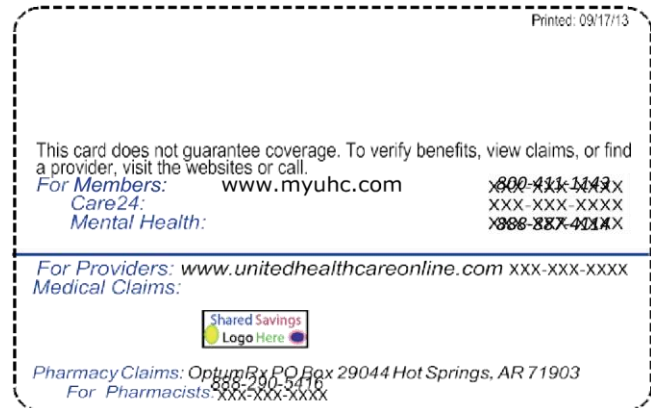 Printed: 09/17/13
This card does not guarantee coverage. To verify benefits, view claims, or find
a provider, visit the websites or call.
For Members: www.myuhc.com 800-411-1143
Care24: XXX-XXX-XXXX
Mental Health: 888-887-4114
For Providers: www.unitedhealthcareonline.com XXX-XXX-XXXX
Medical Claims:
Shared Savings
Logo Here
Pharmacy Claims: OptumRx PO Box 29044 Hot Springs, AR 71903
888-290-5416
For Pharmacists: XXX-XXX-XXXX